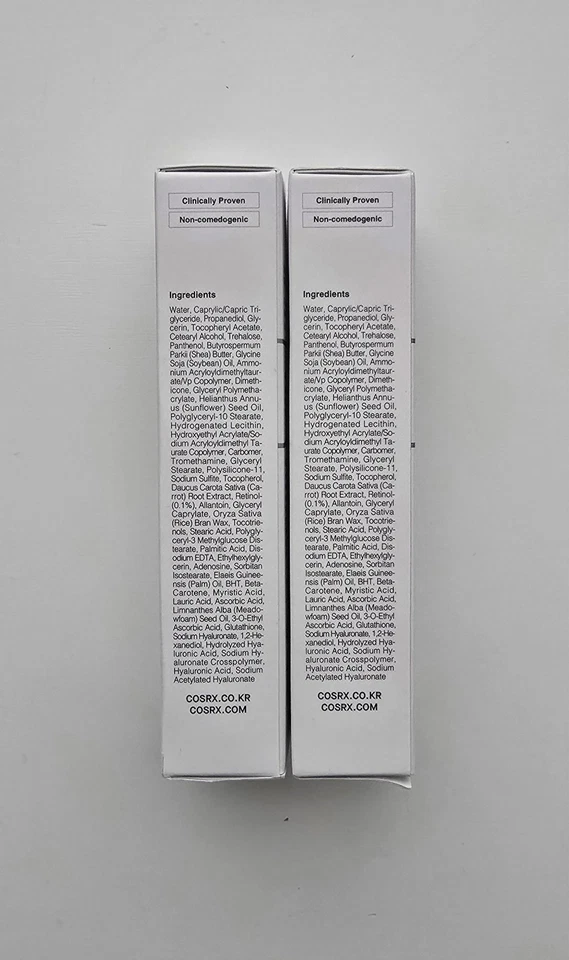 Clinically Proven
Non-comedogenic
Ingredients
Water, Caprylic/Capric Tri-
glyceride, Propanediol, Gly-
cerin, Tocopheryl Acetate,
Cetearyl Alcohol, Trehalose,
Panthenol, Butyrospermum
Parkii (Shea) Butter, Glycine
Soja (Soybean) Oil, Ammo-
nium Acryloyldimethyltaur-
ate/Vp Copolymer, Dimeth-
icone, Glyceryl Polymetha-
crylate, Helianthus Annu-
us (Sunflower) Seed Oil,
Polyglyceryl-10 Stearate,
Hydrogenated Lecithin,
Hydroxyethyl Acrylate/So-
dium Acryloyldimethyl Ta-
urate Copolymer, Carbomer,
Tromethamine, Glyceryl
Stearate, Polysilicone-11,
Sodium Sulfite, Tocopherol,
Daucus Carota Sativa (Ca-
rrot) Root Extract, Retinol-
(0.1%), Allantoin, Glyceryl
Caprylate, Oryza Sativa
(Rice) Bran Wax, Tocotrie-
nols, Stearic Acid, Polygly-
ceryl-3 Methylglucose Dis-
tearate, Palmitic Acid, Dis-
odium EDTA, Ethylhexylgly-
cerin, Adenosine, Sorbitan
Isostearate, Elaeis Guinee-
nsis (Palm) Oil, BHT, Beta-
Carotene, Myristic Acid,
Lauric Acid, Ascorbic Acid,
Limnanthes Alba (Meado-
wfoam) Seed Oil, 3-O-Ethyl
Ascorbic Acid, Glutathione,
Sodium Hyaluronate, 1,2-He-
xanediol, Hydrolyzed Hya-
luronic Acid, Sodium Hy-
aluronate Crosspolymer,
Hyaluronic Acid, Sodium
Acetylated Hyaluronate
COSRX.CO.KR
COSRX.COM
Clinically Proven
Non-comedogenic
Ingredients
Water, Caprylic/Capric Tri-
glyceride, Propanediol, Gly-
cerin, Tocopheryl Acetate,
Cetearyl Alcohol, Trehalose,
Panthenol, Butyrospermum
Parkii (Shea) Butter, Glycine
Soja (Soybean) Oil, Ammo-
nium Acryloyldimethyltaur-
ate/Vp Copolymer, Dimeth-
icone, Glyceryl Polymetha-
crylate, Helianthus Annu-
us (Sunflower) Seed Oil,
Polyglyceryl-10 Stearate,
Hydrogenated Lecithin,
Hydroxyethyl Acrylate/So-
dium Acryloyldimethyl Ta-
urate Copolymer, Carbomer,
Tromethamine, Glyceryl
Stearate, Polysilicone-11,
Sodium Sulfite, Tocopherol,
Daucus Carota Sativa (Ca-
rrot) Root Extract, Retinol-
(0.1%), Allantoin, Glyceryl
Caprylate, Oryza Sativa
(Rice) Bran Wax, Tocotrie-
nols, Stearic Acid, Polygly-
ceryl-3 Methylglucose Dis-
tearate, Palmitic Acid, Dis-
odium EDTA, Ethylhexylgly-
cerin, Adenosine, Sorbitan
Isostearate, Elaeis Guinee-
nsis (Palm) Oil, BHT, Beta-
Carotene, Myristic Acid,
Lauric Acid, Ascorbic Acid,
Limnanthes Alba (Meado-
wfoam) Seed Oil, 3-O-Ethyl
Ascorbic Acid, Glutathione,
Sodium Hyaluronate, 1,2-He-
xanediol, Hydrolyzed Hya-
luronic Acid, Sodium Hy-
aluronate Crosspolymer,
Hyaluronic Acid, Sodium
Acetylated Hyaluronate
COSRX.CO.KR
COSRX.COM